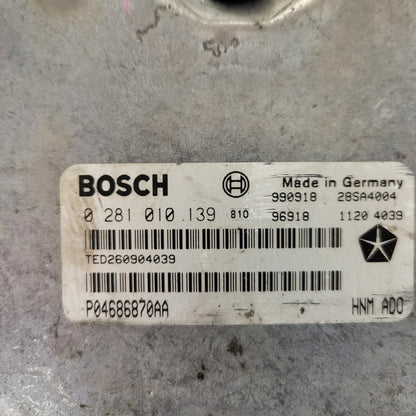 BOSCH Made in Germany
990918 28SA4004
0 281 010 139 810 96918 1120 4039
TED260904039
P04686870AA HNM ADO